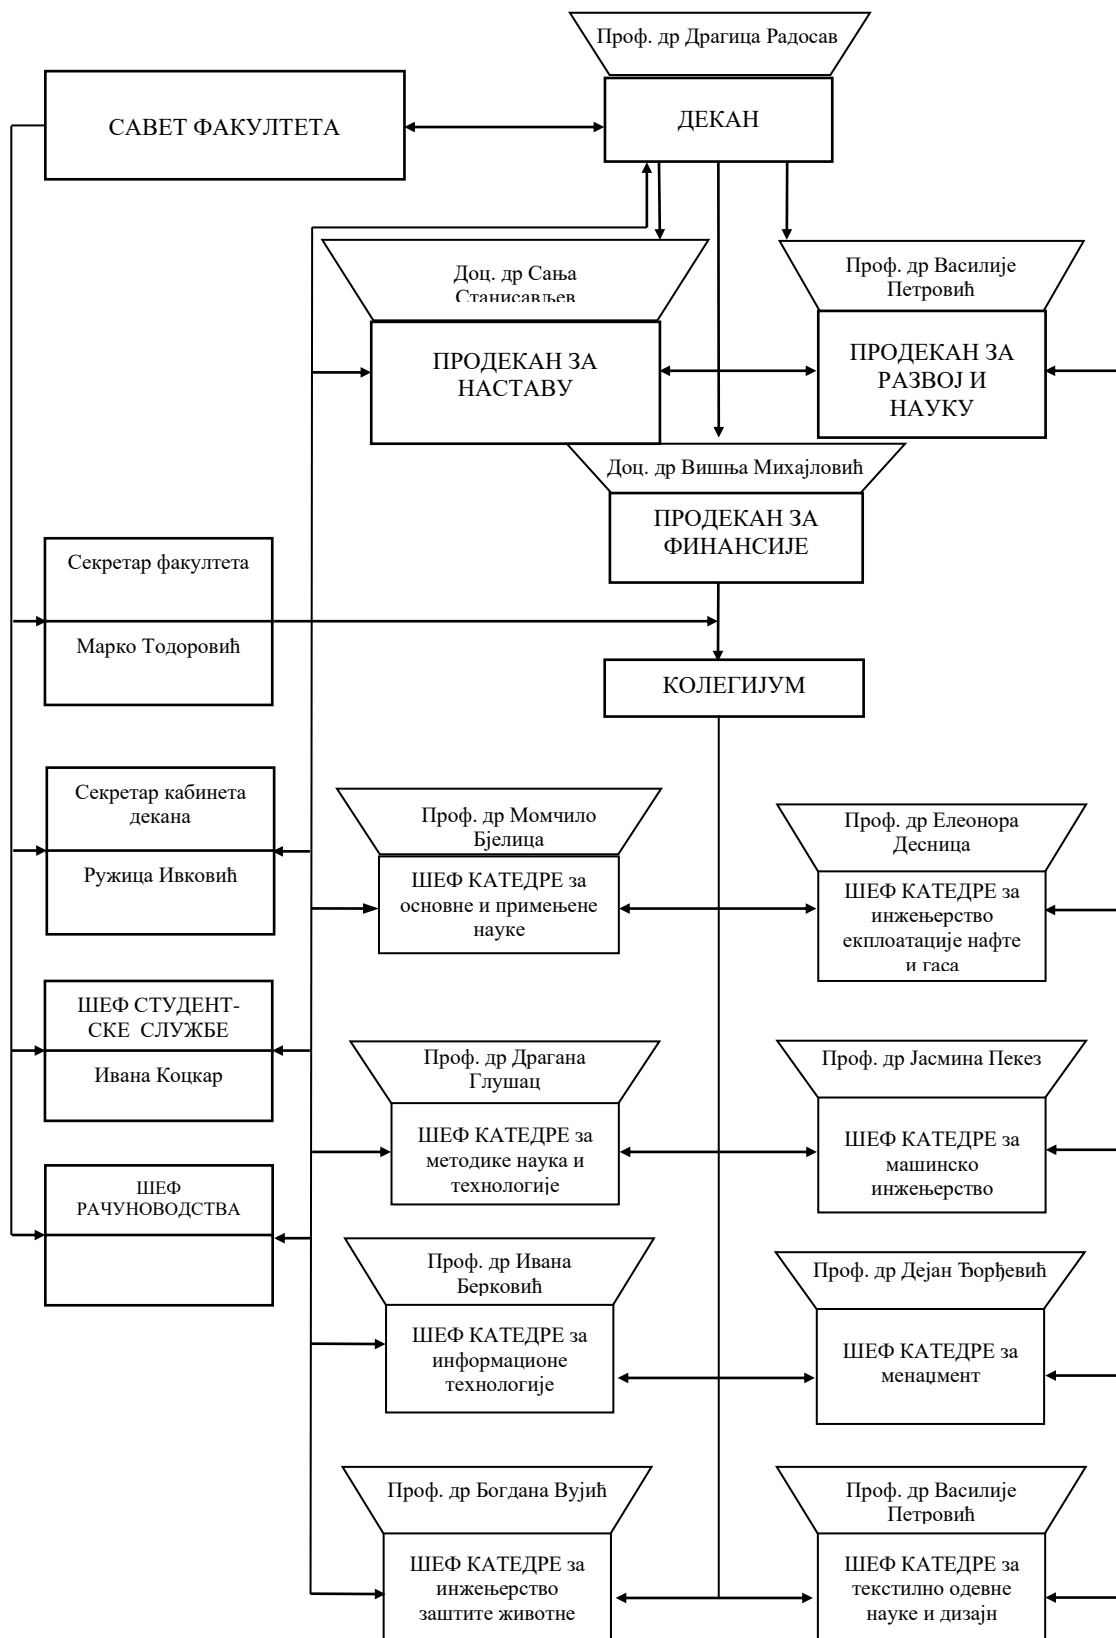 Проф. др Драгица Радосав
САВЕТ ФАКУЛТЕТА
ДЕКАН
Доц. др Сања
Станисављев
Проф. др Василије
Петровић
ПРОДЕКАН ЗА
НАСТАВУ
ПРОДЕКАН ЗА
РАЗВОЈ И
НАУКУ
Доц. др Вишња Михајловић
ПРОДЕКАН ЗА
ФИНАНСИЈЕ
Секретар факултета
Марко Тодоровић
КОЛЕГИЈУМ
Секретар кабинета
декана
Ружица Ивковић
Проф. др Момчило
Бјелица
ШЕФ КАТЕДРЕ за
основне и примењене
науке
Проф. др Елеонора
Десница
ШЕФ КАТЕДРЕ за
инжењерство
експлоатације нафте
и гаса
ШЕФ СТУДЕНТ-
СКЕ СЛУЖБЕ
Ивана Коцкар
Проф. др Драгана
Глушац
ШЕФ КАТЕДРЕ за
методике наука и
технологије
Проф. др Јасмина Пекез
ШЕФ КАТЕДРЕ за
машинско
инжењерство
ШЕФ
РАЧУНОВОДСТВА
Проф. др Ивана
Берковић
ШЕФ КАТЕДРЕ за
информационе
технологије
Проф. др Дејан Ђорђевић
ШЕФ КАТЕДРЕ за
менаџмент
Проф. др Богдана Вујић
ШЕФ КАТЕДРЕ за
инжењерство
заштите животне
Проф. др Василије
Петровић
ШЕФ КАТЕДРЕ за
текстилно одевне
науке и дизајн